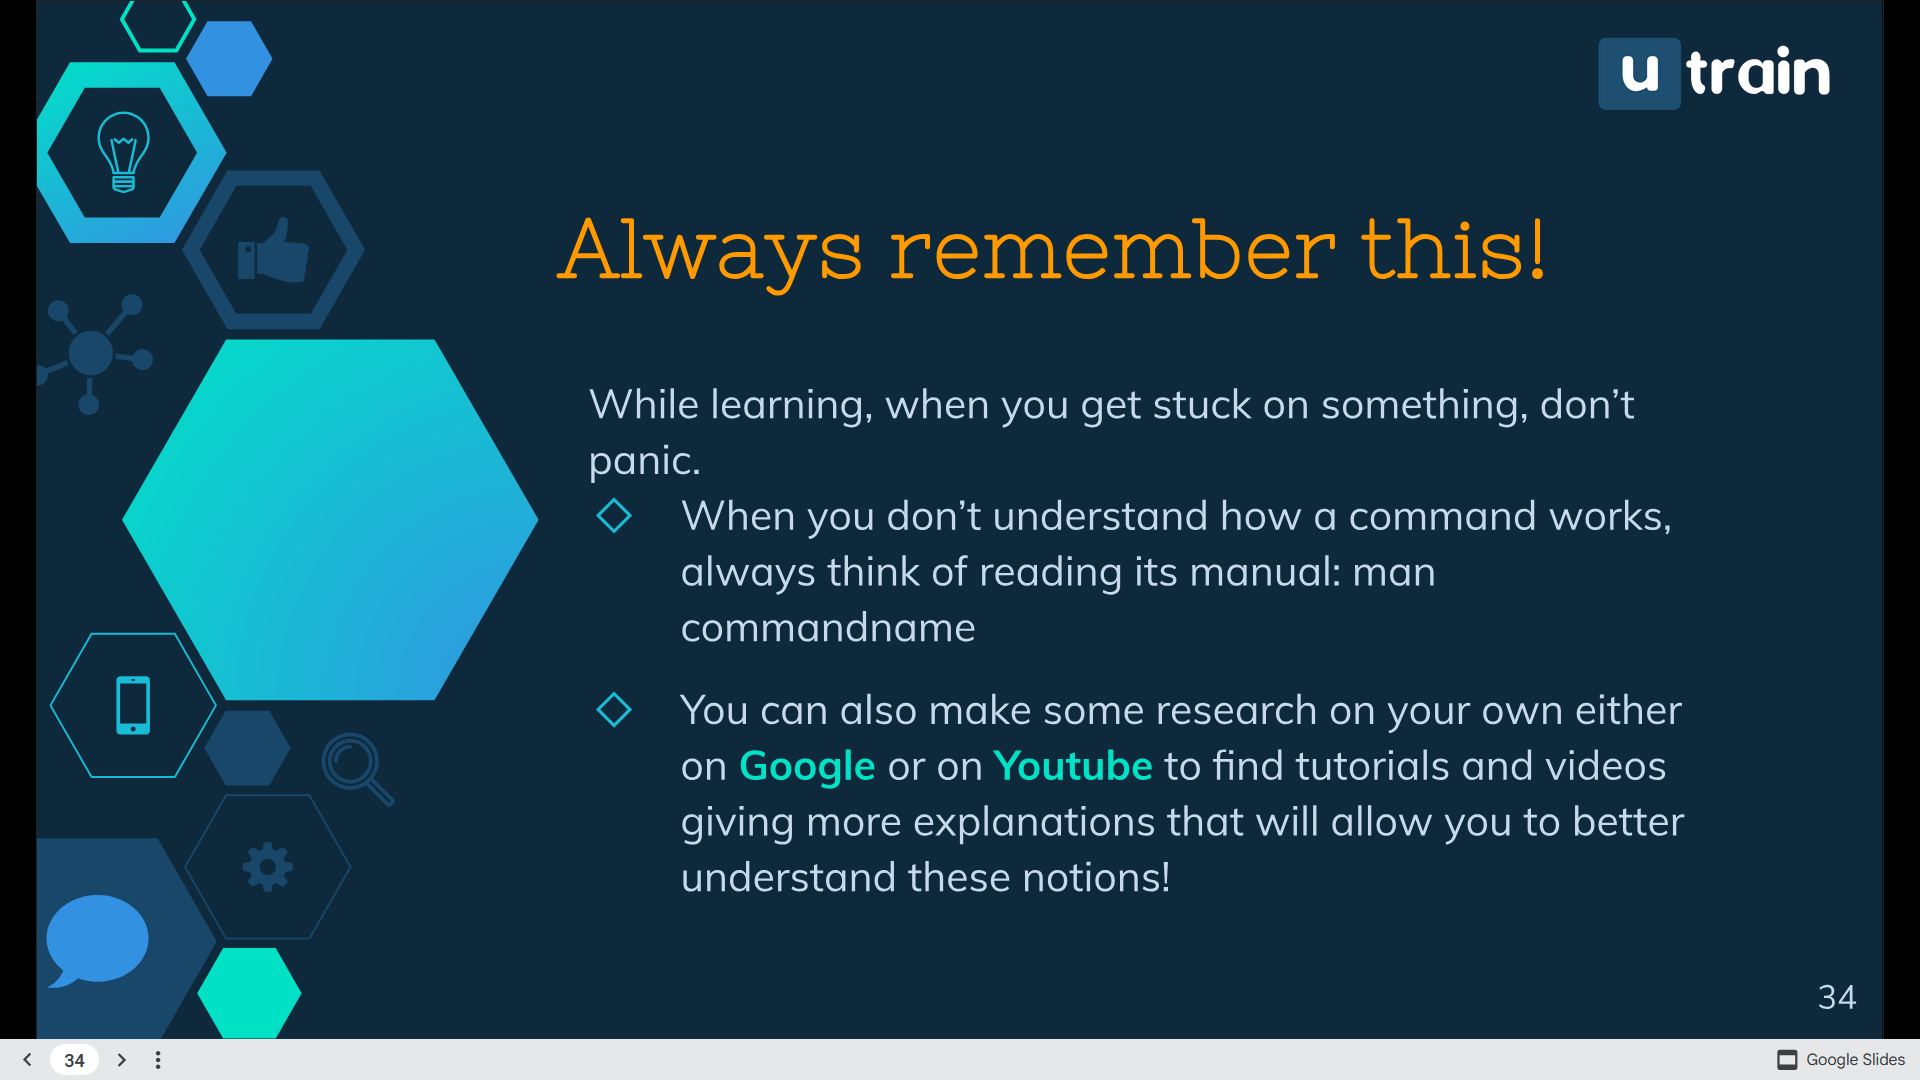 u train
Always remember this!
While learning, when you get stuck on something, don’t
panic.
When you don’t understand how a command works,
always think of reading its manual: man
commandname
You can also make some research on your own either
on Google or on Youtube to find tutorials and videos
giving more explanations that will allow you to better
understand these notions!
34
34
Google Slides